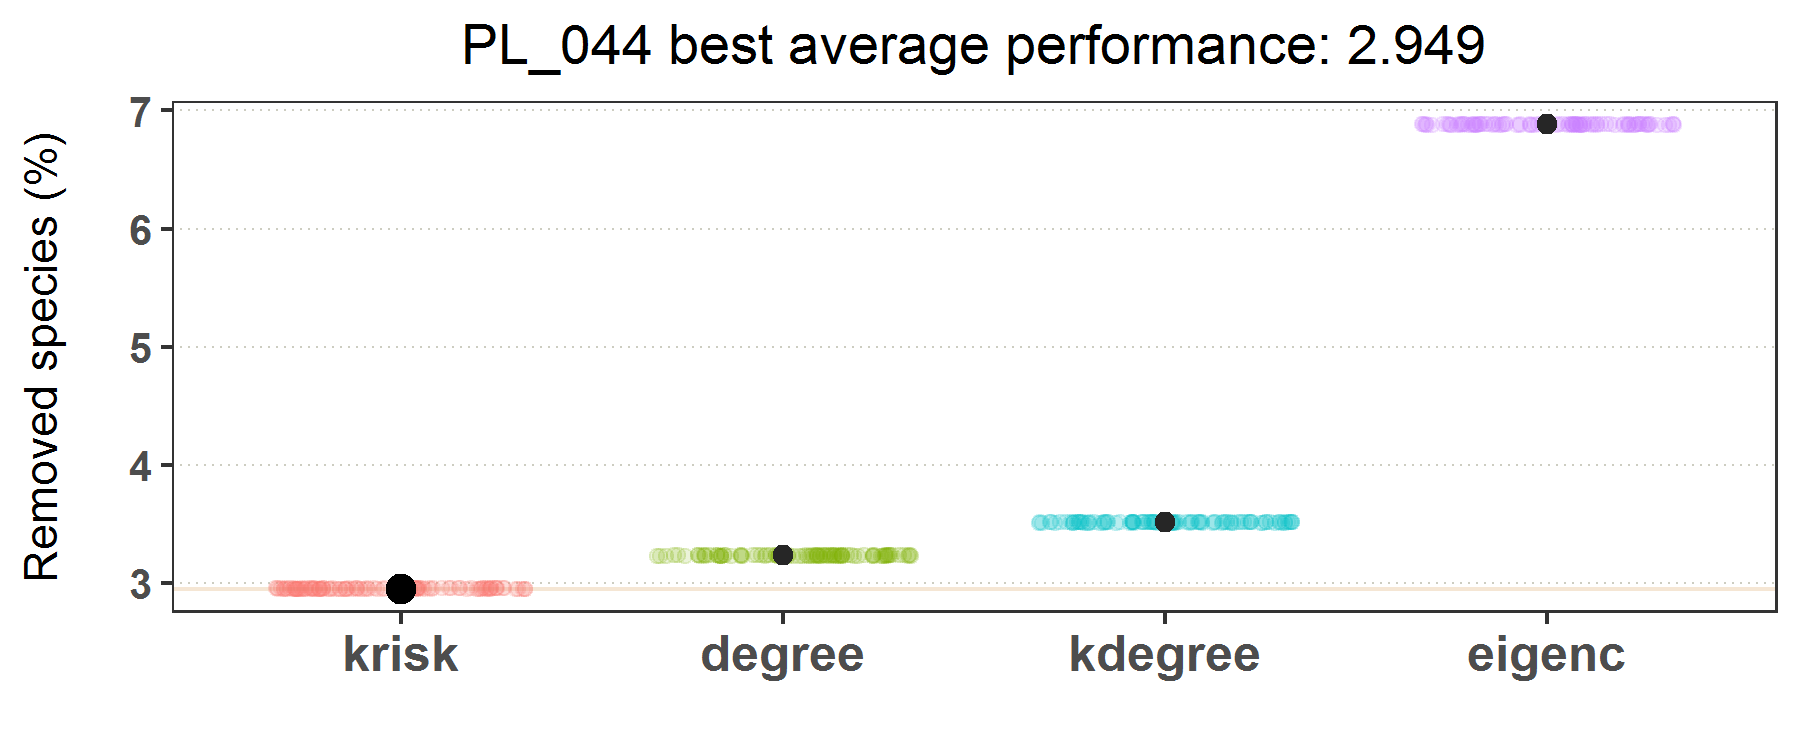 PL_044 best average performance: 2.949
Removed species (%)
7
6
5
4
3
krisk
degree
kdegree
eigenc